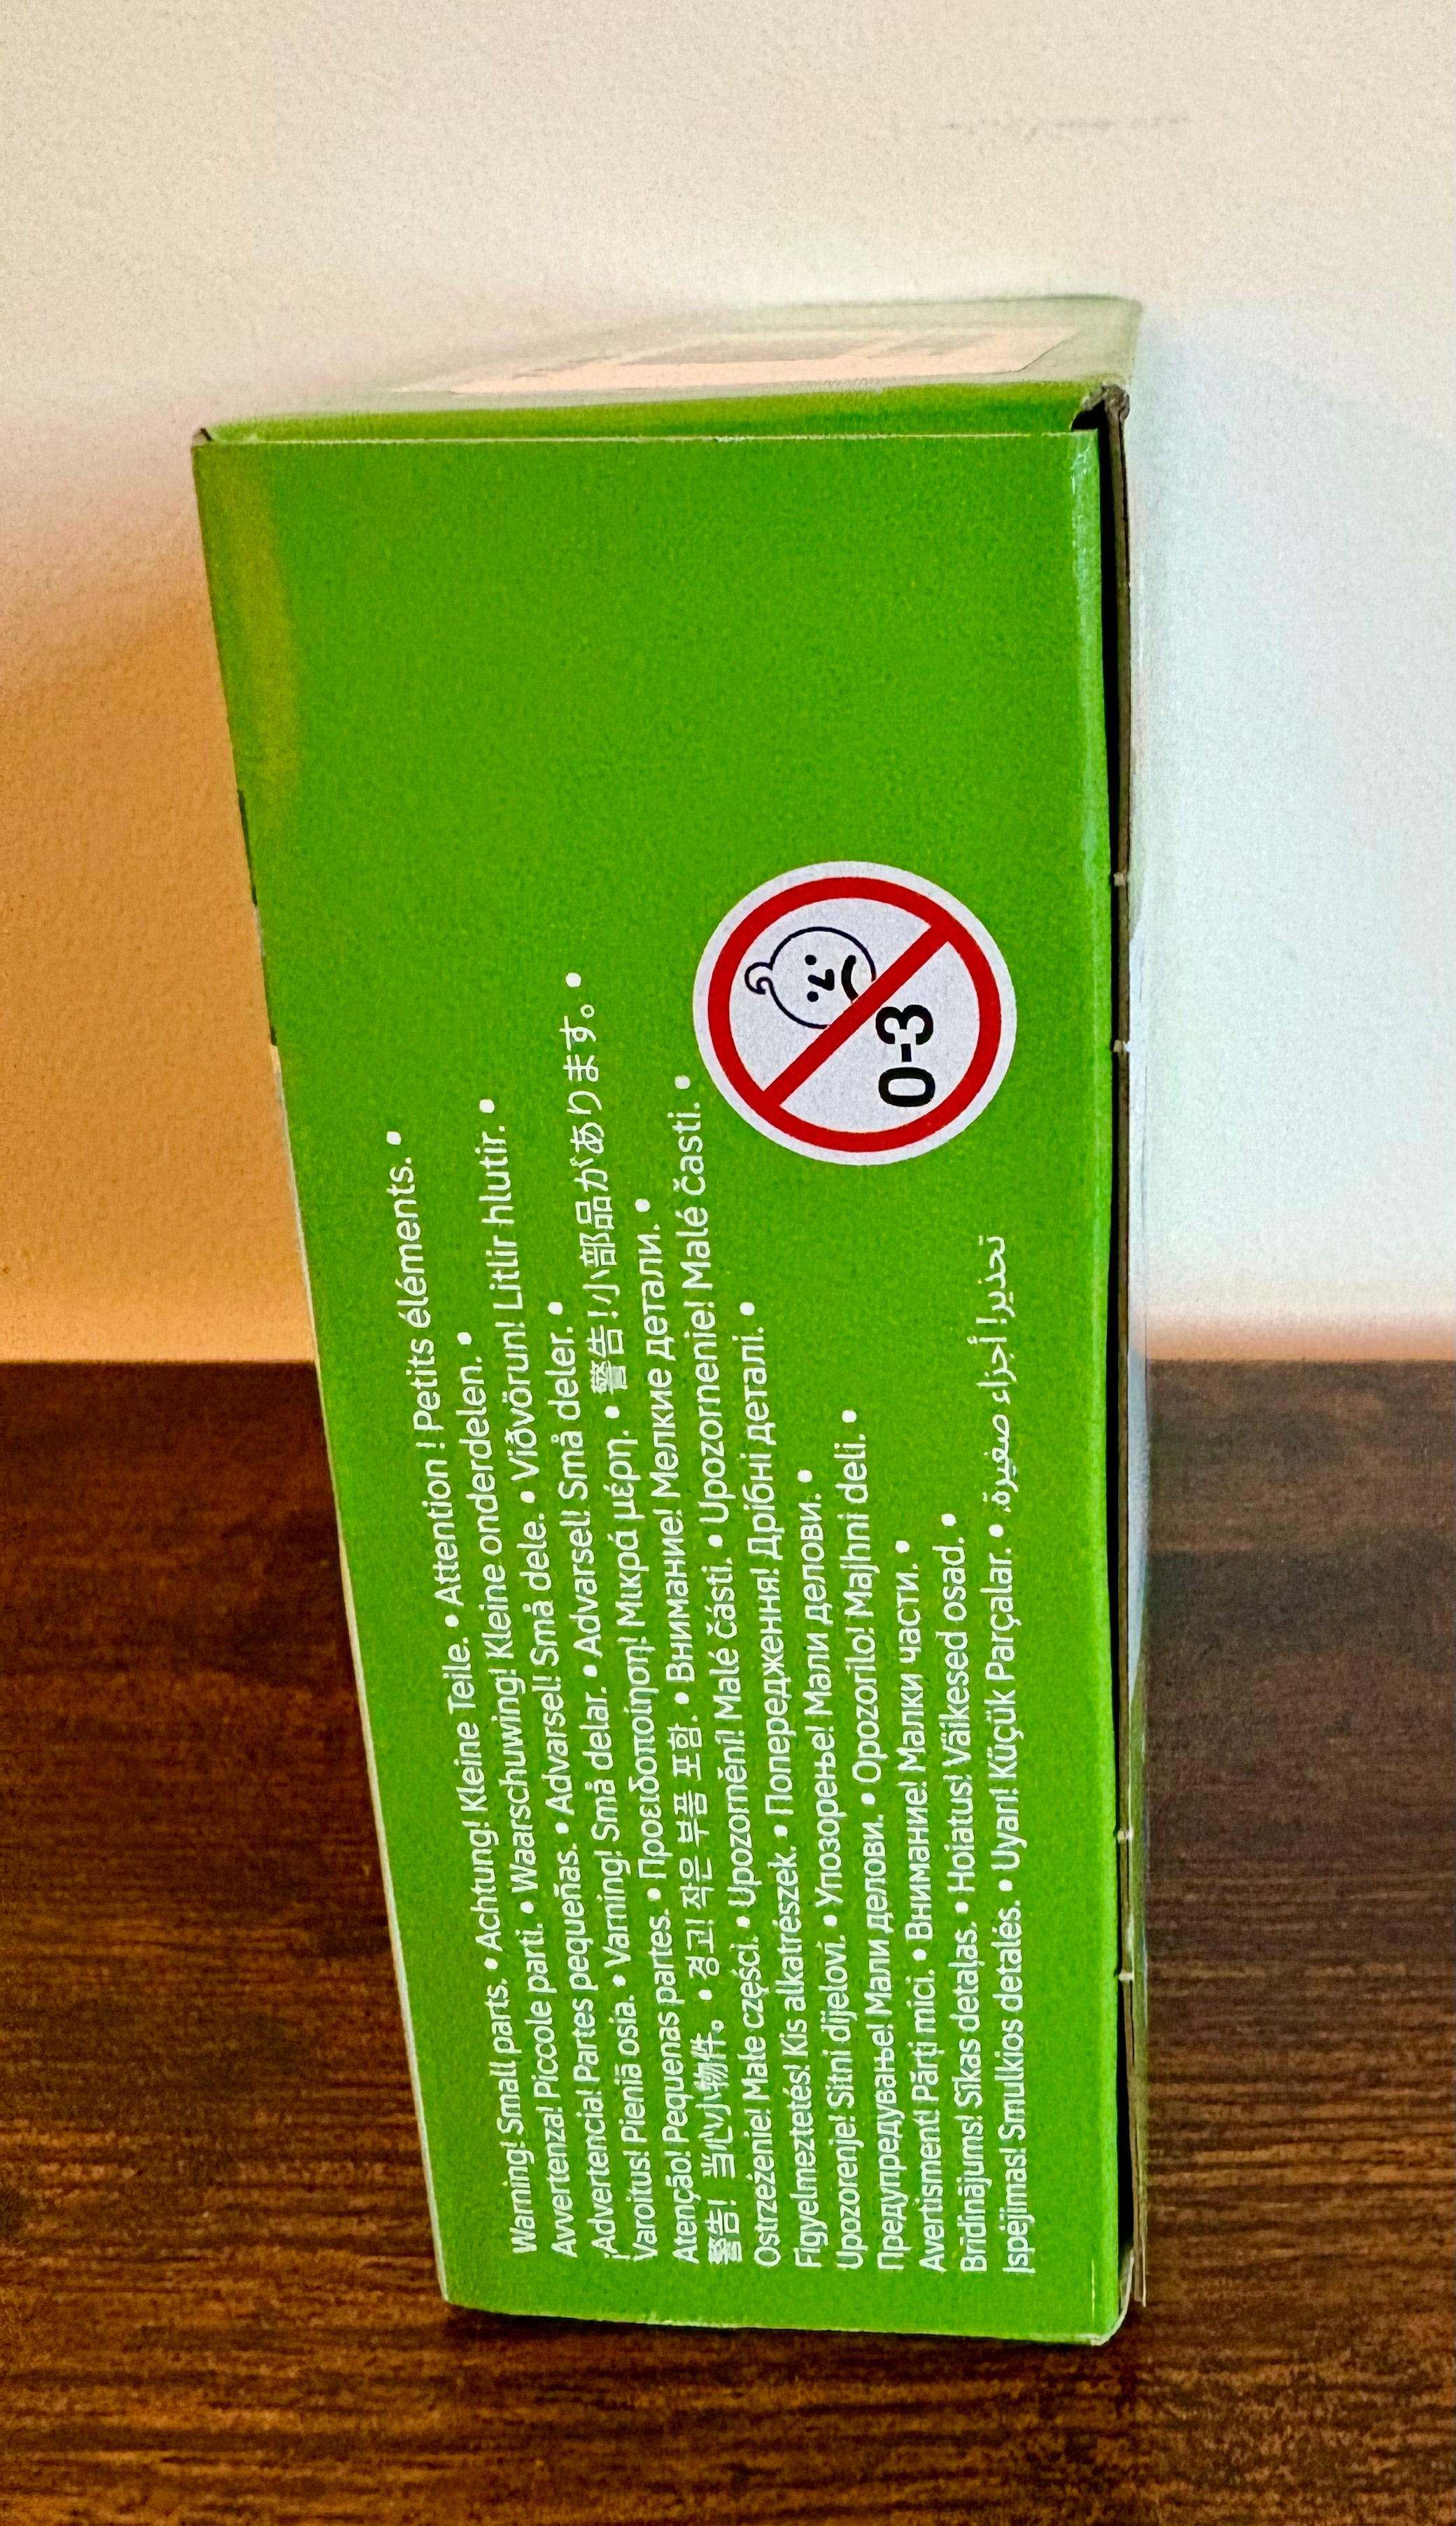 Warning! Small parts. • Achtung! Kleine Teile. • Attention ! Petits éléments. •
Avvertenza! Piccole parti. • Waarschuwing! Kleine onderdelen. •
¡Advertencia! Partes pequeñas. • Advarsel! Små dele. • Viðvörun! Litlir hlutir. •
Varoitus! Pieniä osia. • Varning! Små delar. • Advarsel! Små deler. •
Atenção! Pequenas partes. • Προειδοποίηση! Μικρά μέρη. • 警告!小部品があります。 •
警告! 当心小物件。 • 경고! 작은 부품 포함. • Внимание! Мелкие детали. •
Ostrzeżenie! Małe części. • Upozornění! Malé části. • Upozornenie! Malé časti. •
Figyelmeztetés! Kis alkatrészek. • Попередження! Дрібні деталі. •
Upozorenje! Sitni dijelovi. • Упозорење! Мали делови. •
Предупредување! Мали делови. • Opozorilo! Majhni deli. •
Avertisment! Părți mici. • Внимание! Малки части. •
Brīdinājums! Sīkas detaļas. • Hoiatus! Väikesed osad. •
Įspėjimas! Smulkios detalės. • Uyarı! Küçük Parçalar. • تحذير! أجزاء صغيرة.
0-3